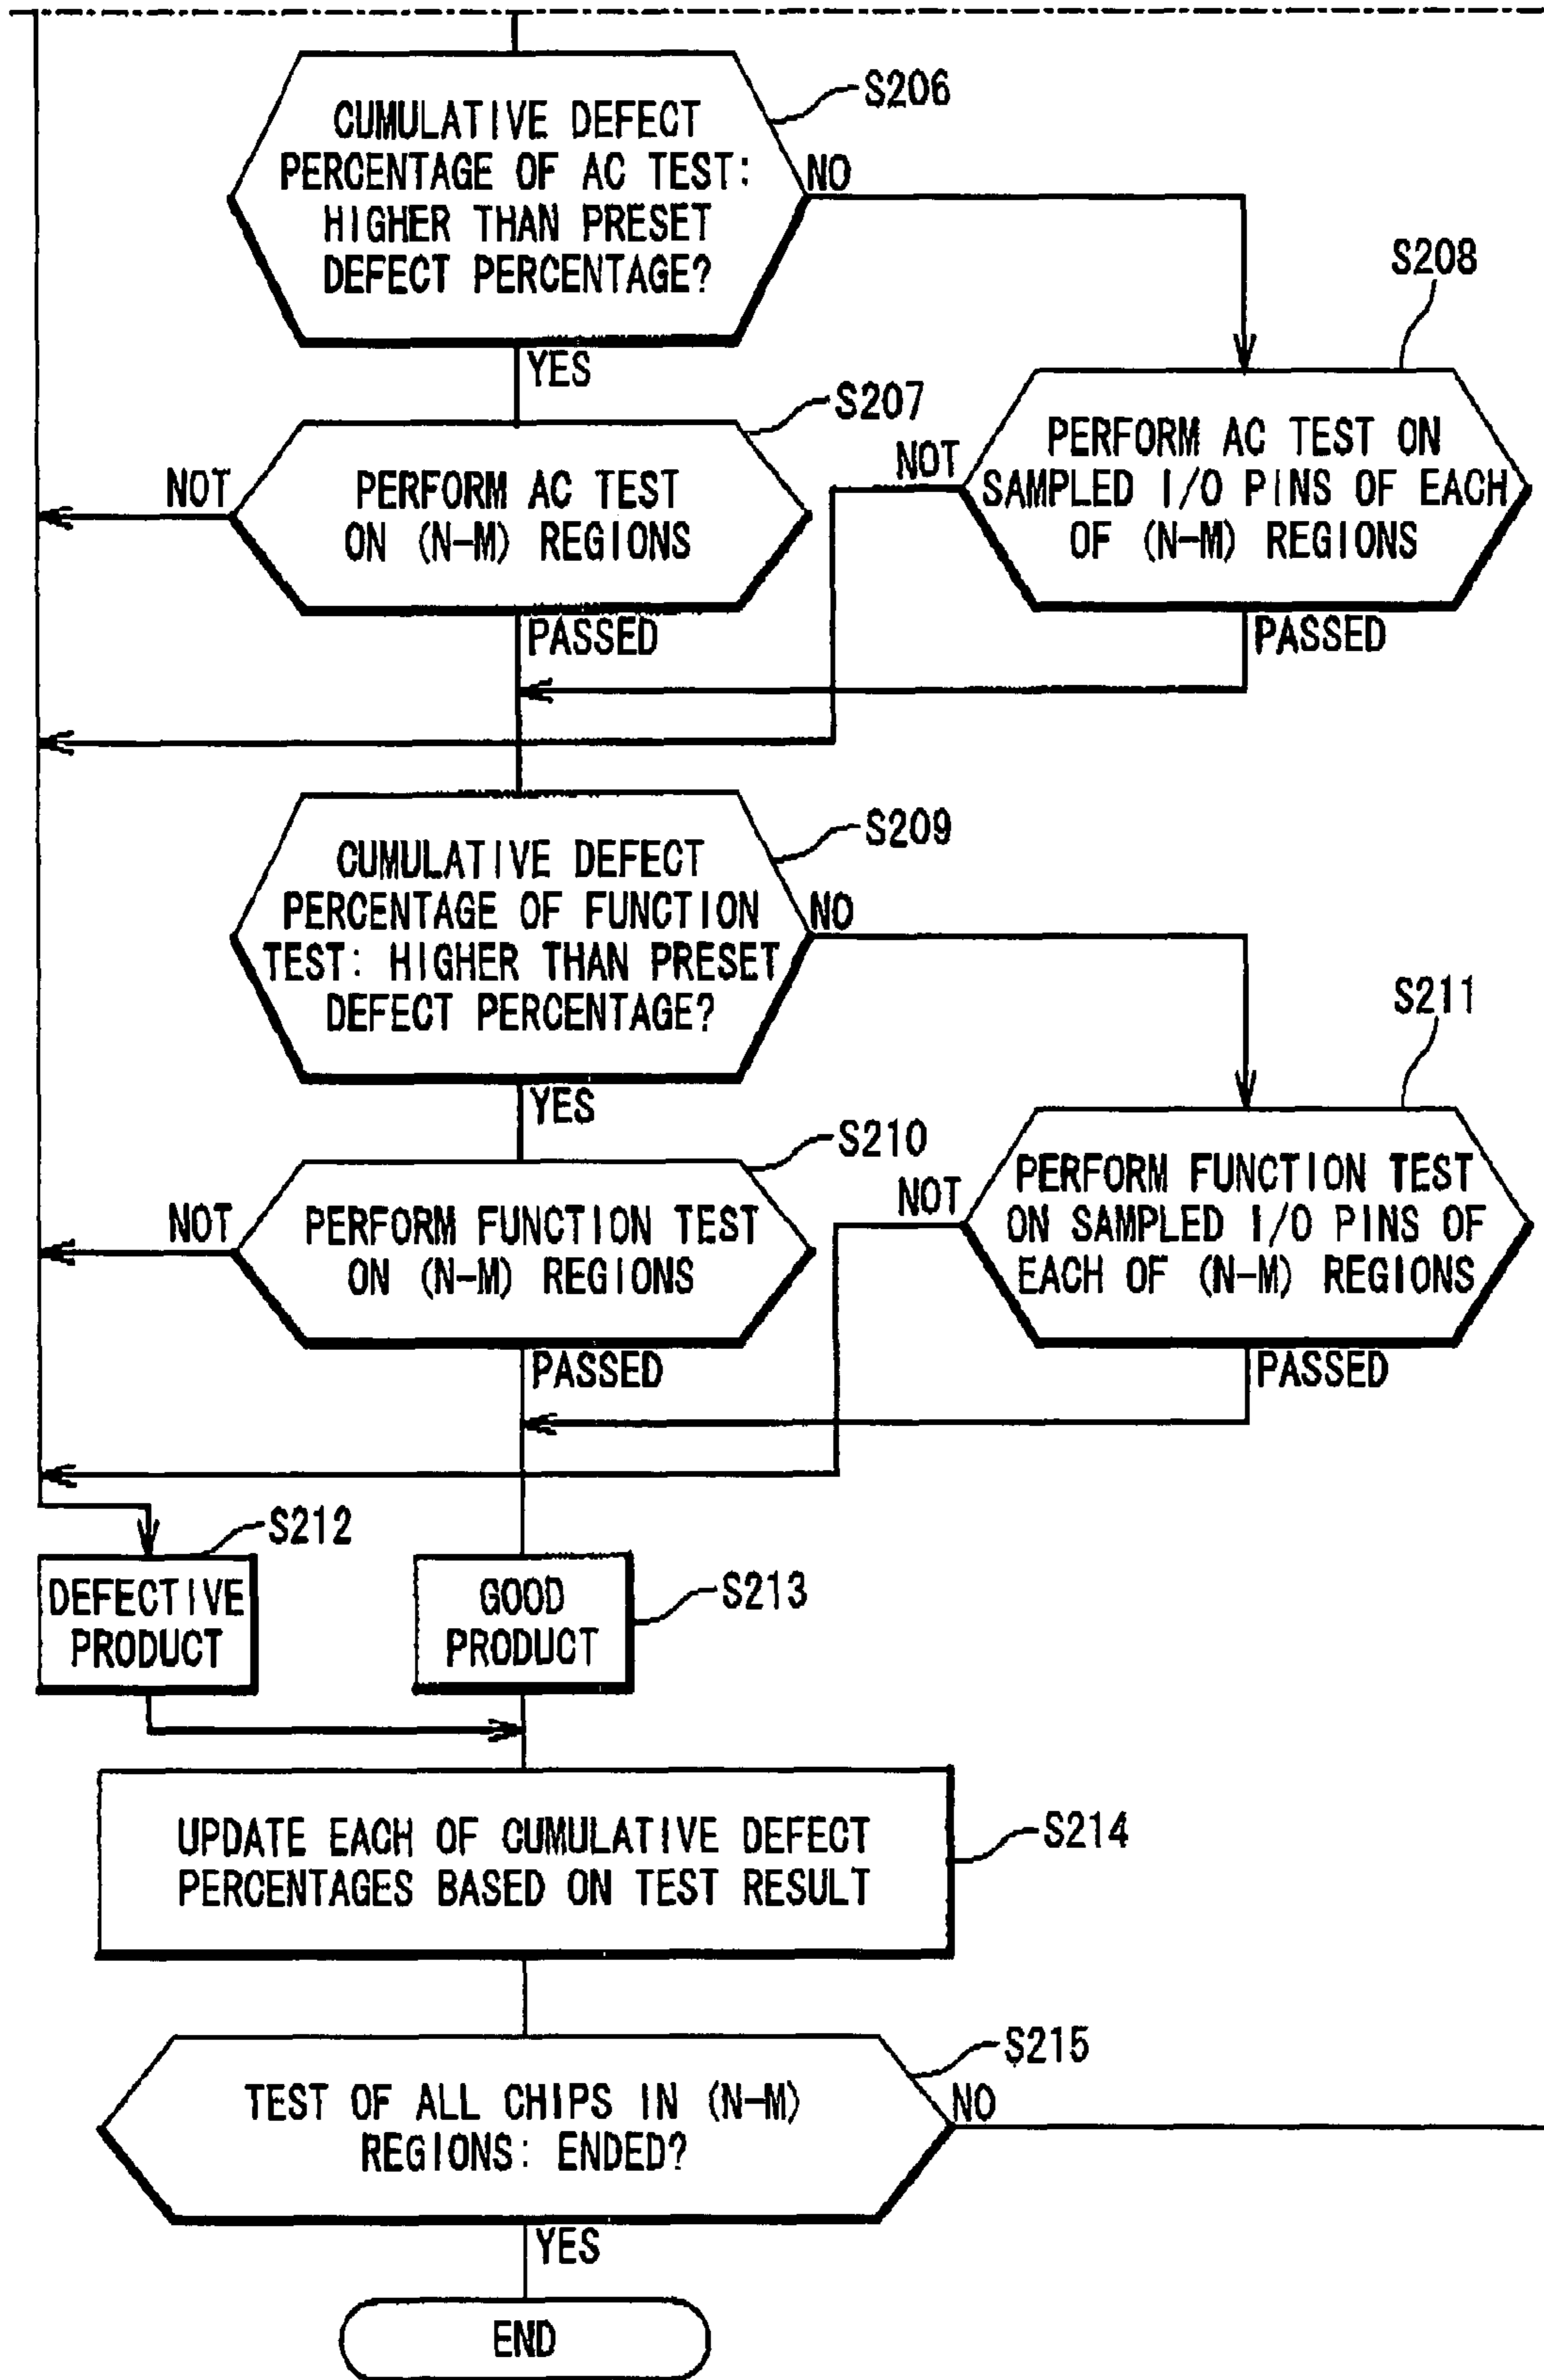 S206
CUMULATIVE DEFECT
PERCENTAGE OF AC TEST:
HIGHER THAN PRESET
DEFECT PERCENTAGE?
NO
YES
S207
NOT
PERFORM AC TEST
ON (N-M) REGIONS
PASSED
S208
NOT
PERFORM AC TEST ON
SAMPLED I/O PINS OF EACH
OF (N-M) REGIONS
PASSED
S209
CUMULATIVE DEFECT
PERCENTAGE OF FUNCTION
TEST: HIGHER THAN PRESET
DEFECT PERCENTAGE?
NO
YES
S210
NOT
PERFORM FUNCTION TEST
ON (N-M) REGIONS
PASSED
S211
NOT
PERFORM FUNCTION TEST
ON SAMPLED I/O PINS OF
EACH OF (N-M) REGIONS
PASSED
S212
DEFECTIVE
PRODUCT
S213
GOOD
PRODUCT
S214
UPDATE EACH OF CUMULATIVE DEFECT
PERCENTAGES BASED ON TEST RESULT
S215
TEST OF ALL CHIPS IN (N-M)
REGIONS: ENDED?
NO
YES
END